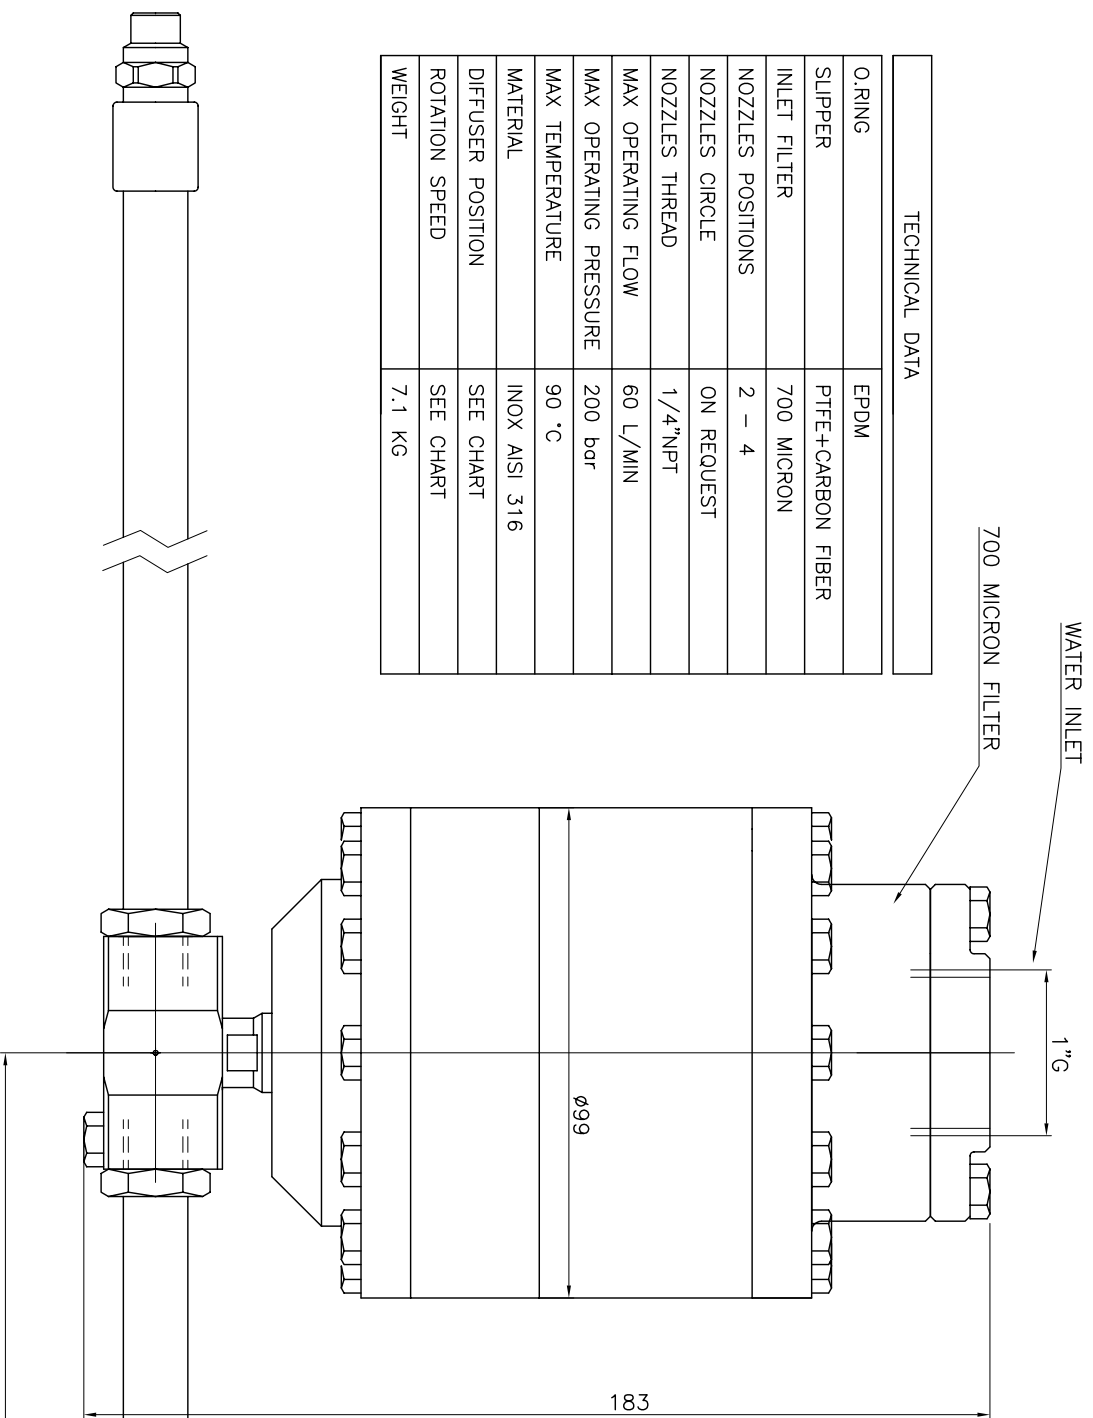 TECHNICAL DATA
O.RING EPDM
SLIPPER PTFE+CARBON FIBER
INLET FILTER 700 MICRON
NOZZLES POSITIONS 2 - 4
NOZZLES CIRCLE ON REQUEST
NOZZLES THREAD 1/4"NPT
MAX OPERATING FLOW 60 L/MIN
MAX OPERATING PRESSURE 200 bar
MAX TEMPERATURE 90 °C
MATERIAL INOX AISI 316
DIFFUSER POSITION SEE CHART
ROTATION SPEED SEE CHART
WEIGHT 7.1 KG
WATER INLET
700 MICRON FILTER
1"G
Ø99
183